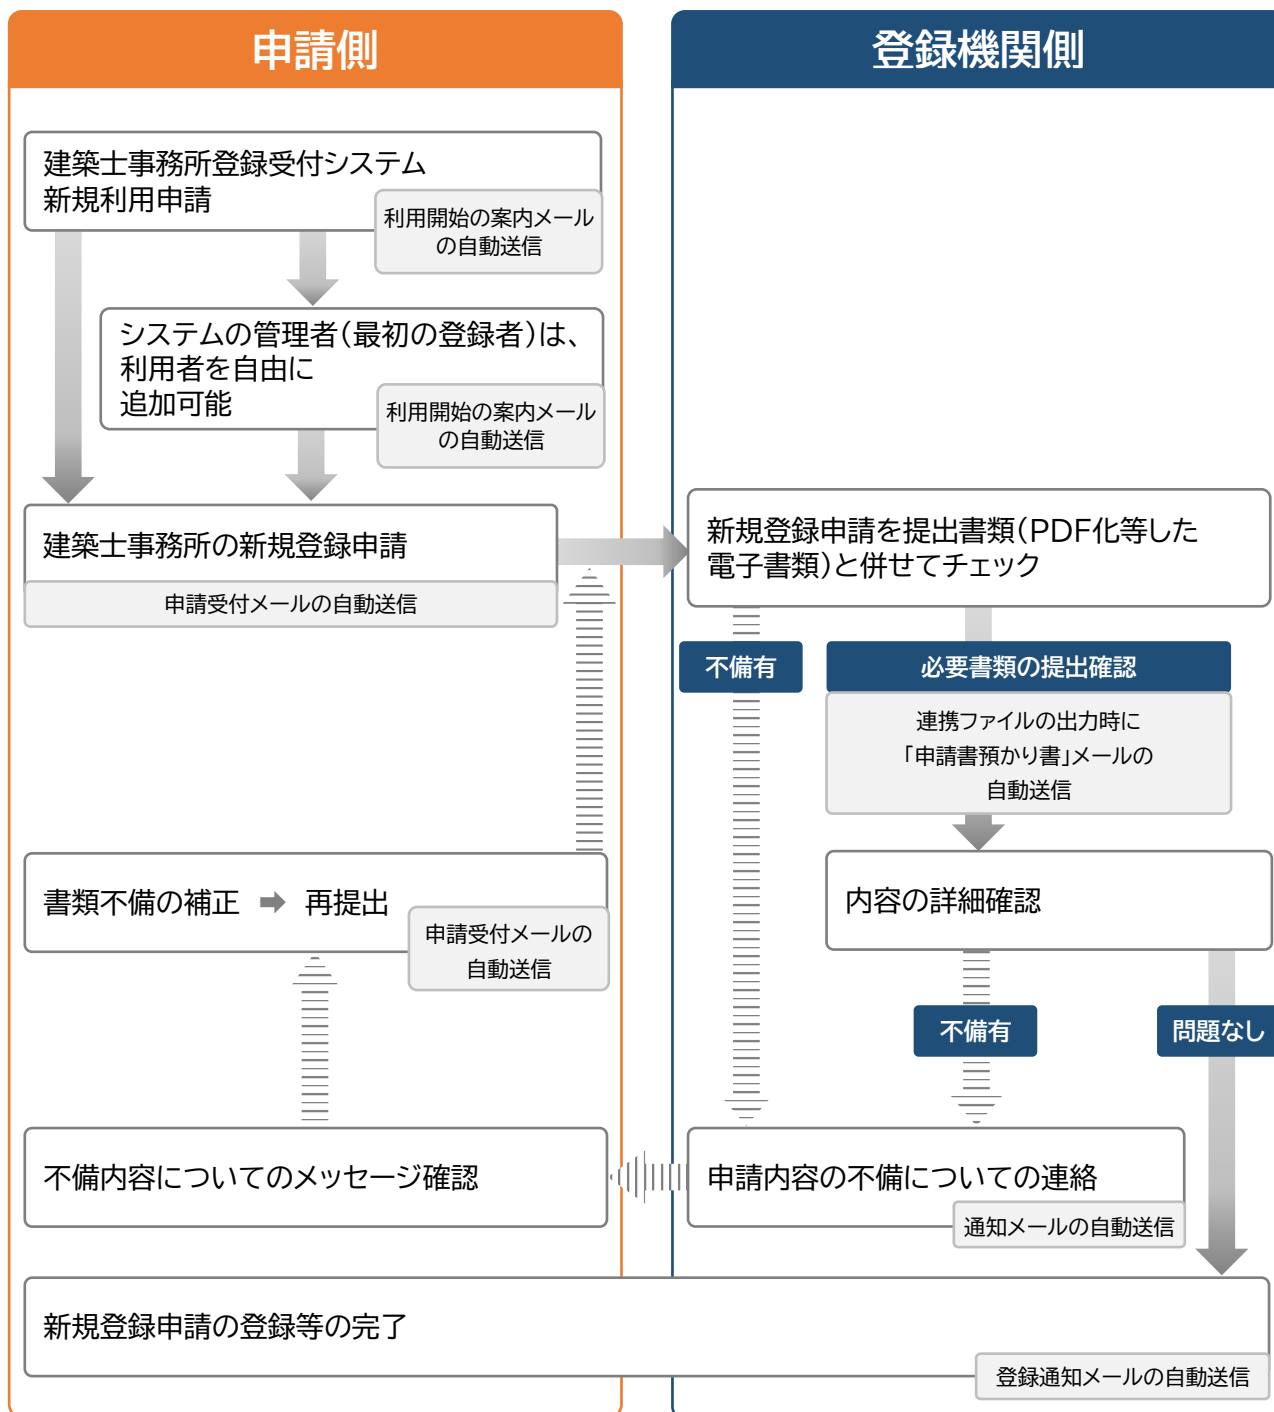 申請側
登録機関側
建築士事務所登録受付システム
新規利用申請
利用開始の案内メール
の自動送信
システムの管理者（最初の登録者）は、
利用者を自由に
追加可能
利用開始の案内メール
の自動送信
建築士事務所の新規登録申請
申請受付メールの自動送信
新規登録申請を提出書類（PDF化等した
電子書類）と併せてチェック
不備有
必要書類の提出確認
連携ファイルの出力時に
「申請書預かり書」メールの
自動送信
書類不備の補正 ➡ 再提出
申請受付メールの
自動送信
内容の詳細確認
不備有
問題なし
不備内容についてのメッセージ確認
申請内容の不備についての連絡
通知メールの自動送信
新規登録申請の登録等の完了
登録通知メールの自動送信